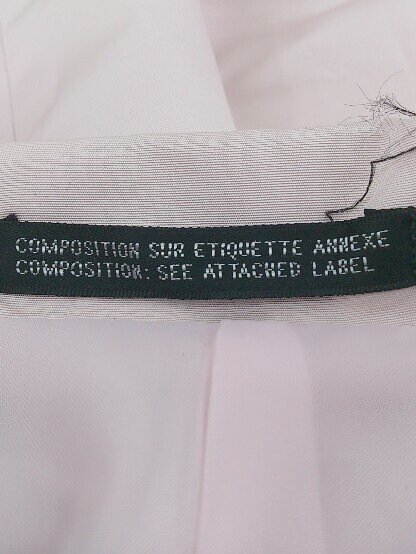 COMPOSITION SUR ETIQUETTE ANNEXE
COMPOSITION: SEE ATTACHED LABEL